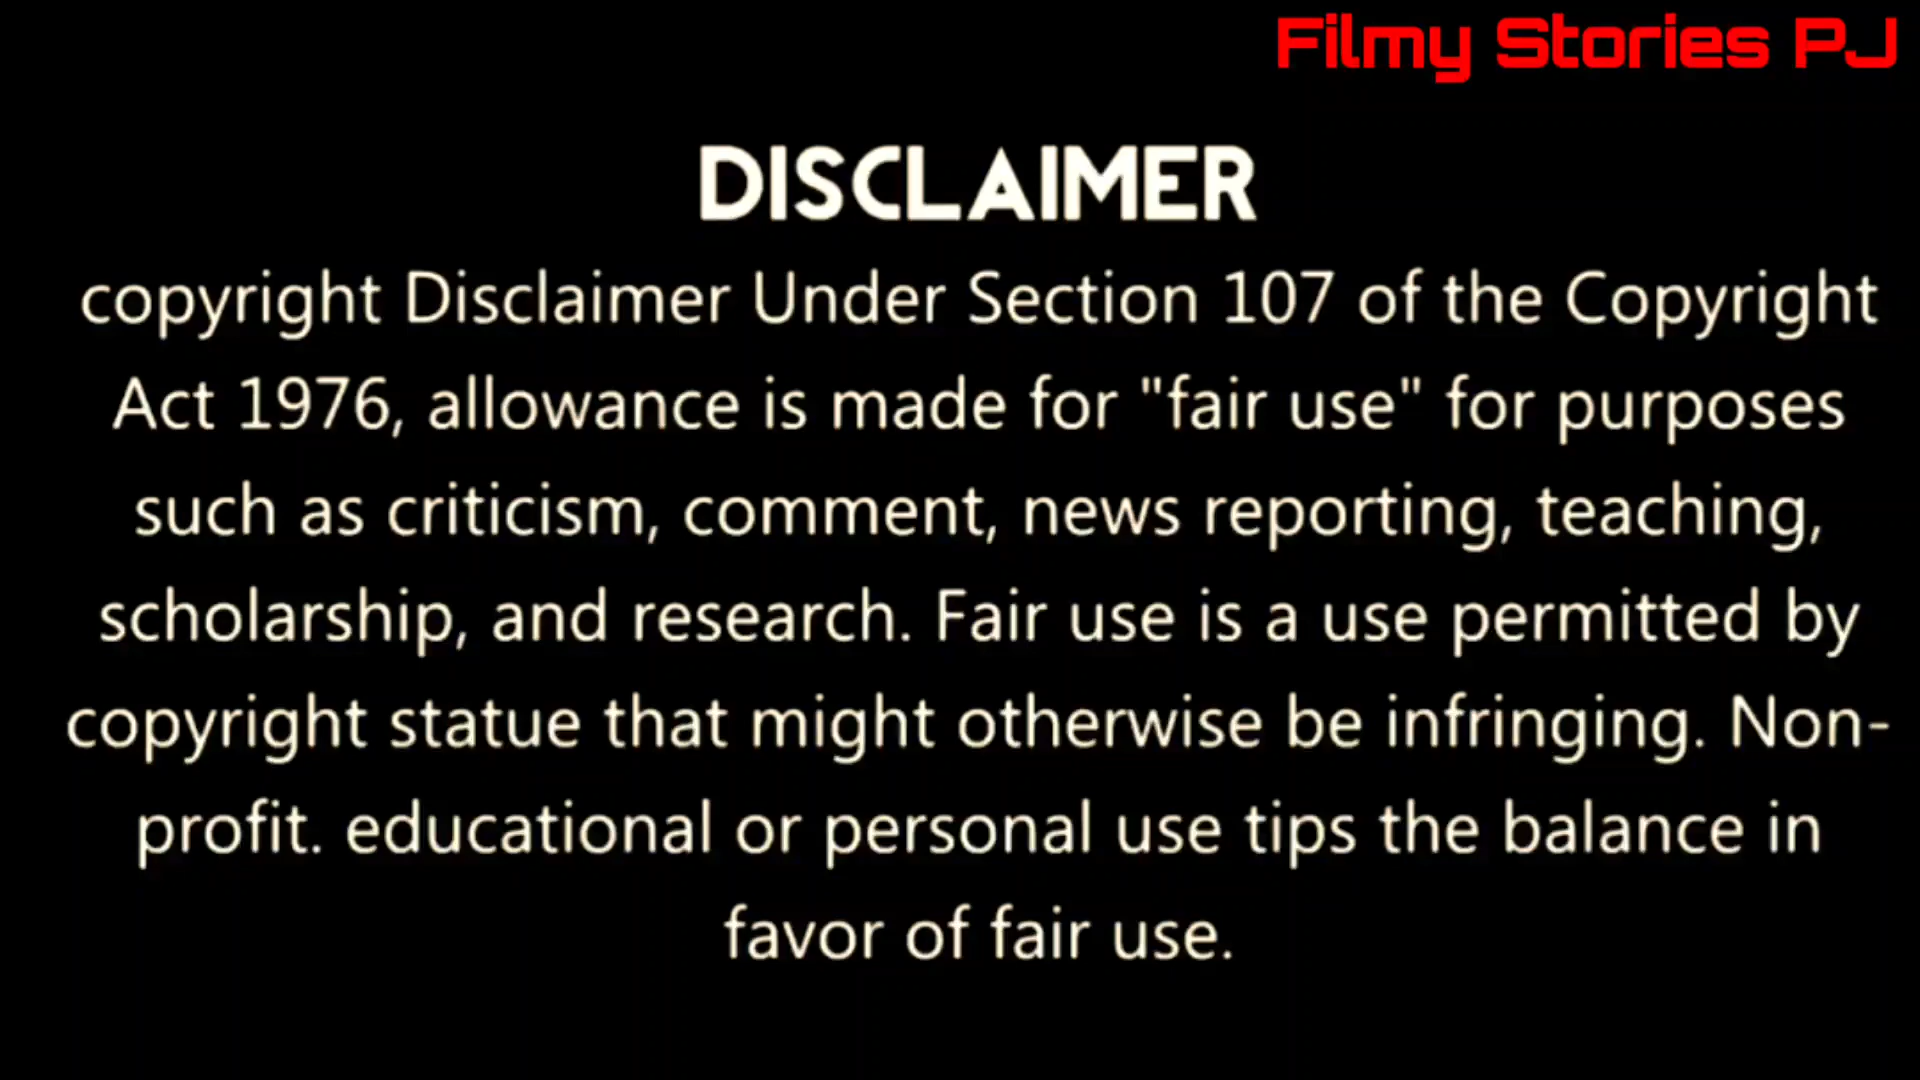 Filmy Stories PJ
DISCLAIMER
copyright Disclaimer Under Section 107 of the Copyright
Act 1976, allowance is made for "fair use" for purposes
such as criticism, comment, news reporting, teaching,
scholarship, and research. Fair use is a use permitted by
copyright statue that might otherwise be infringing. Non-
profit. educational or personal use tips the balance in
favor of fair use.